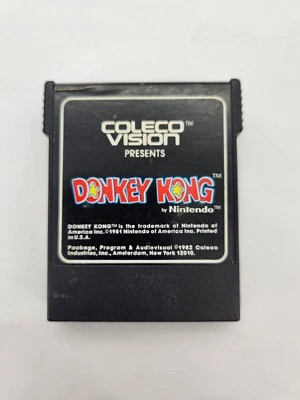 COLECO
VISION™
PRESENTS
DONKEY KONG™
by Nintendo™
DONKEY KONG™ is the trademark of Nintendo of
America Inc. ©1981 Nintendo of America Inc. Printed
in U.S.A.
Package, Program & Audiovisual ©1982 Coleco
Industries, Inc., Amsterdam, New York 12010.